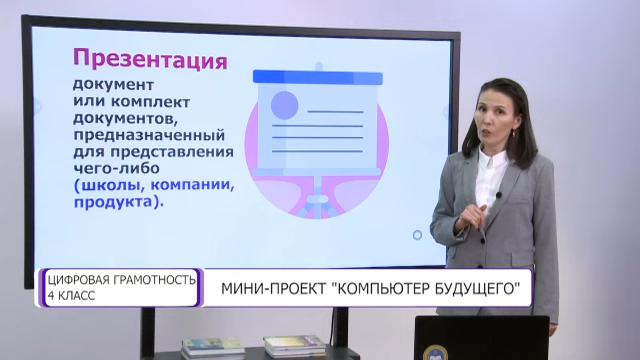 Презентация
документ
или комплект
документов,
предназначенный
для представления
чего-либо
(школы, компании,
продукта).
ЦИФРОВАЯ ГРАМОТНОСТЬ
4 КЛАСС
МИНИ-ПРОЕКТ "КОМПЬЮТЕР БУДУЩЕГО"